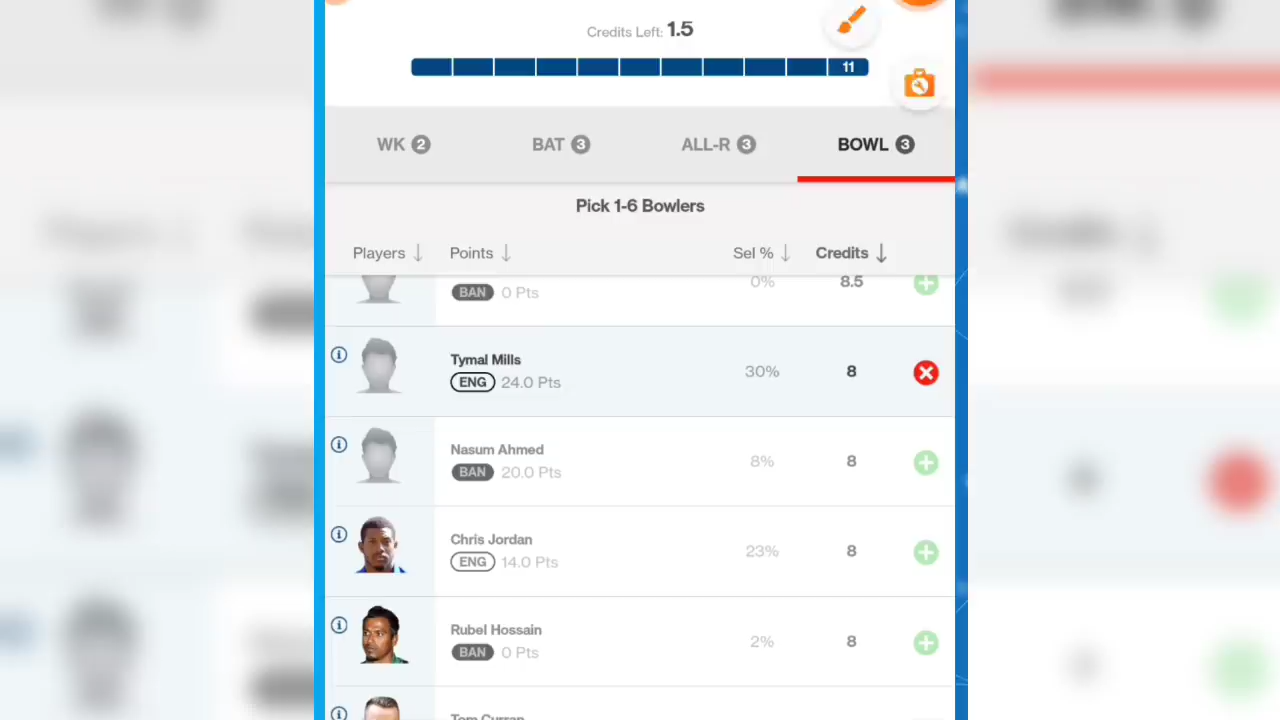 Credits Left: 1.5
11
WK 2 BAT 3 ALL-R 3 BOWL 3
Pick 1-6 Bowlers
Players ↓ Points ↓ Sel % ↓ Credits ↓
BAN 0 Pts 0% 8.5
Tymal Mills
ENG 24.0 Pts 30% 8
Nasum Ahmed
BAN 20.0 Pts 8% 8
Chris Jordan
ENG 14.0 Pts 23% 8
Rubel Hossain
BAN 0 Pts 2% 8
Tom Curran